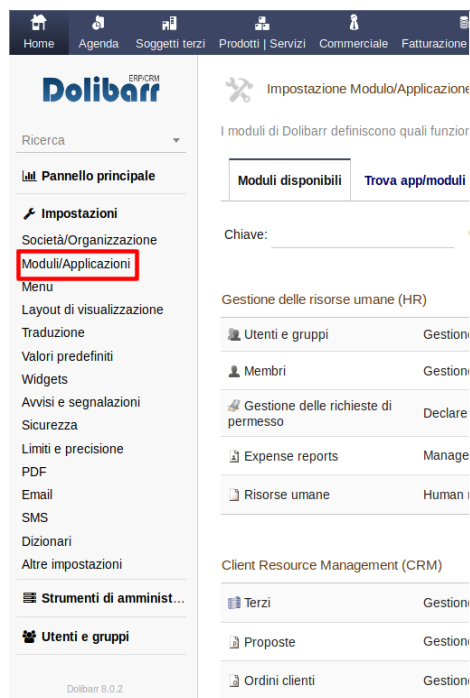 Home Agenda Soggetti terzi Prodotti | Servizi Commerciale Fatturazione
Dolibarr ERP/CRM
Ricerca
Pannello principale
Impostazioni
Società/Organizzazione
Moduli/Applicazioni
Menu
Layout di visualizzazione
Traduzione
Valori predefiniti
Widgets
Avvisi e segnalazioni
Sicurezza
Limiti e precisione
PDF
Email
SMS
Dizionari
Altre impostazioni
Strumenti di amminist...
Utenti e gruppi
Dolibarr 8.0.2
Impostazione Modulo/Applicazione
I moduli di Dolibarr definiscono quali funzior
Moduli disponibili Trova app/moduli
Chiave:
Gestione delle risorse umane (HR)
Utenti e gruppi Gestione
Membri Gestione
Gestione delle richieste di
permesso Declare
Expense reports Manage
Risorse umane Human
Client Resource Management (CRM)
Terzi Gestione
Proposte Gestione
Ordini clienti Gestione